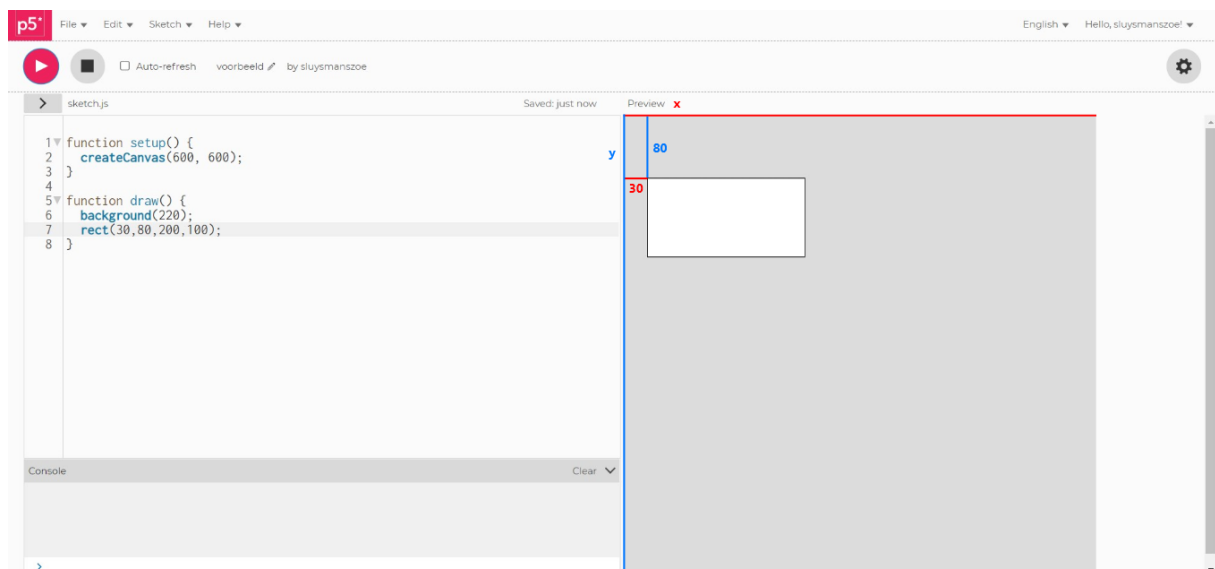 p5* File Edit Sketch Help English Hello, sluysmanszoe!
Auto-refresh voorbeeld by sluysmanszoe
> sketch.js Saved: just now Preview x
1 function setup() {
2 createCanvas(600, 600);
3 }
4
5 function draw() {
6 background(220);
7 rect(30,80,200,100);
8 }
y 80
30
Console Clear
>